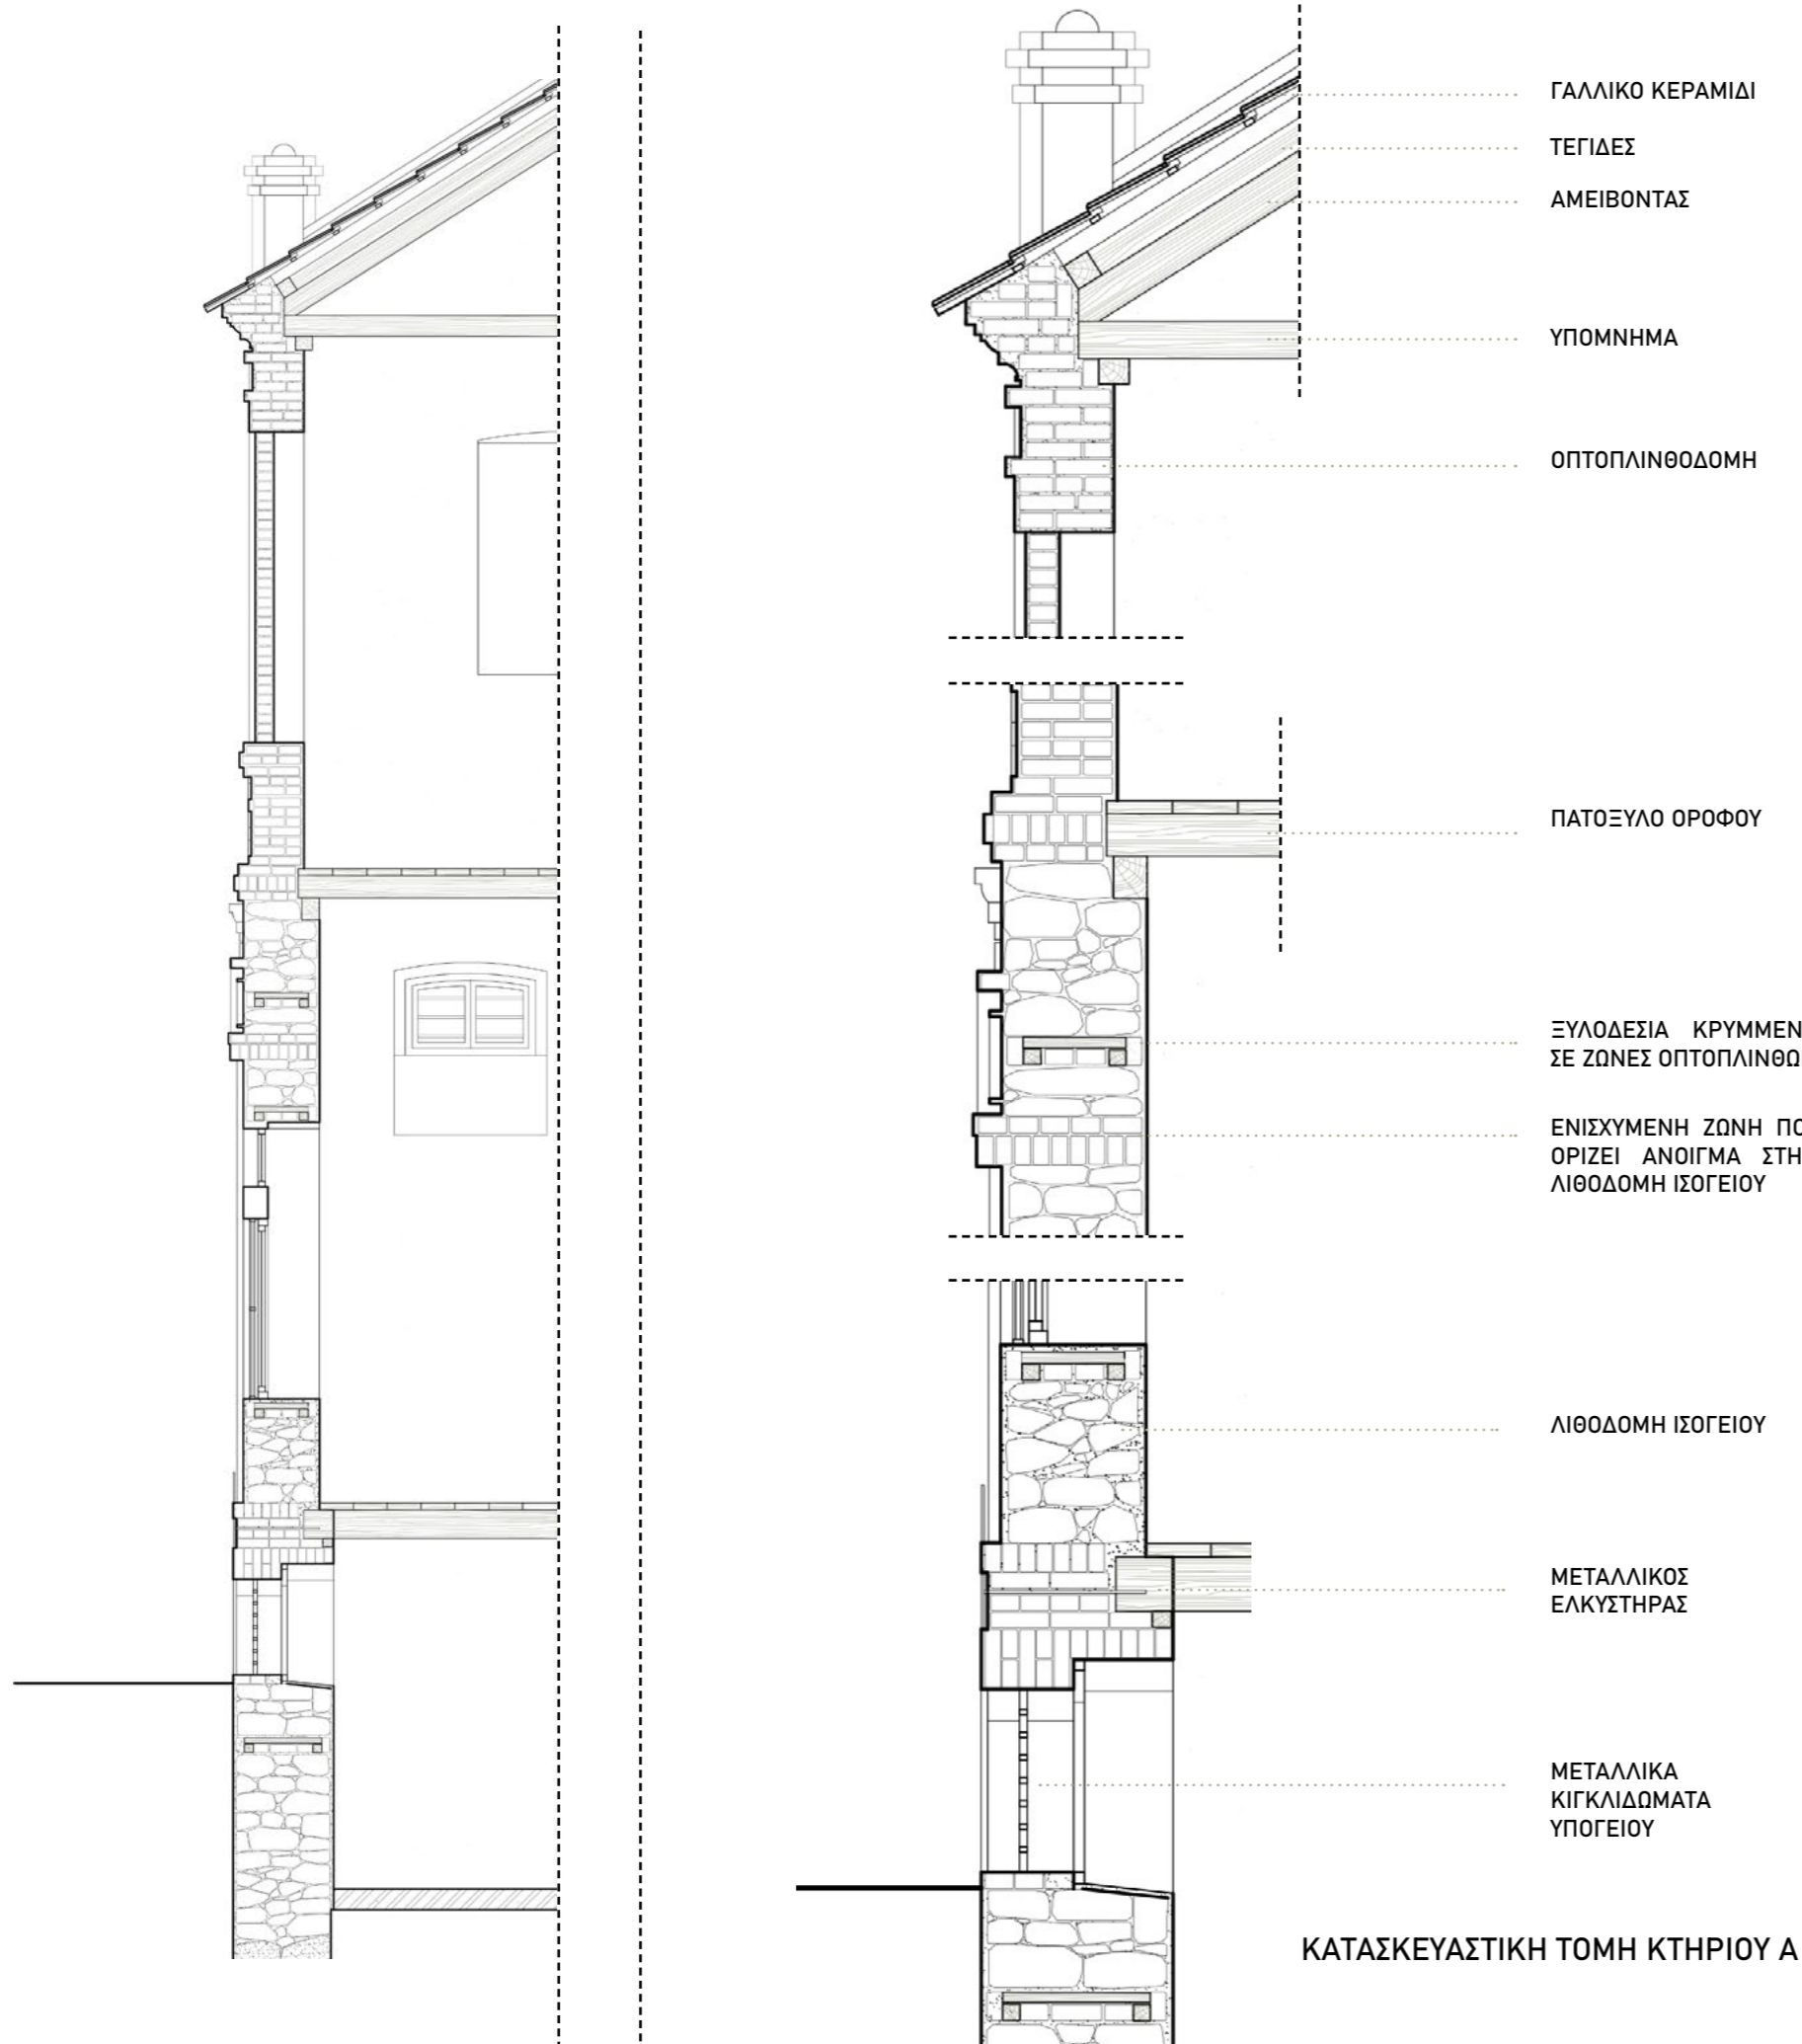 ΓΑΛΛΙΚΟ ΚΕΡΑΜΙΔΙ
ΤΕΓΙΔΕΣ
ΑΜΕΙΒΟΝΤΑΣ
ΥΠΟΜΝΗΜΑ
ΟΠΤΟΠΛΙΝΘΟΔΟΜΗ
ΠΑΤΟΞΥΛΟ ΟΡΟΦΟΥ
ΞΥΛΟΔΕΣΙΑ
ΣΕ ΖΩΝΕΣ
ΕΝΙΣΧΥΜΕΝΗ ΖΩΝΗ
ΟΡΙΖΕΙ ΑΝΟΙΓΜΑ
ΛΙΘΟΔΟΜΗ ΙΣΟΓΕΙΟΥ
ΛΙΘΟΔΟΜΗ ΙΣΟΓΕΙΟΥ
ΜΕΤΑΛΛΙΚΟΣ
ΕΛΚΥΣΤΗΡΑΣ
ΜΕΤΑΛΛΙΚΑ
ΚΙΓΚΛΙΔΩΜΑΤΑ
ΥΠΟΓΕΙΟΥ
ΚΑΤΑΣΚΕΥΑΣΤΙΚΗ ΤΟΜΗ ΚΤΗΡΙΟΥ Α